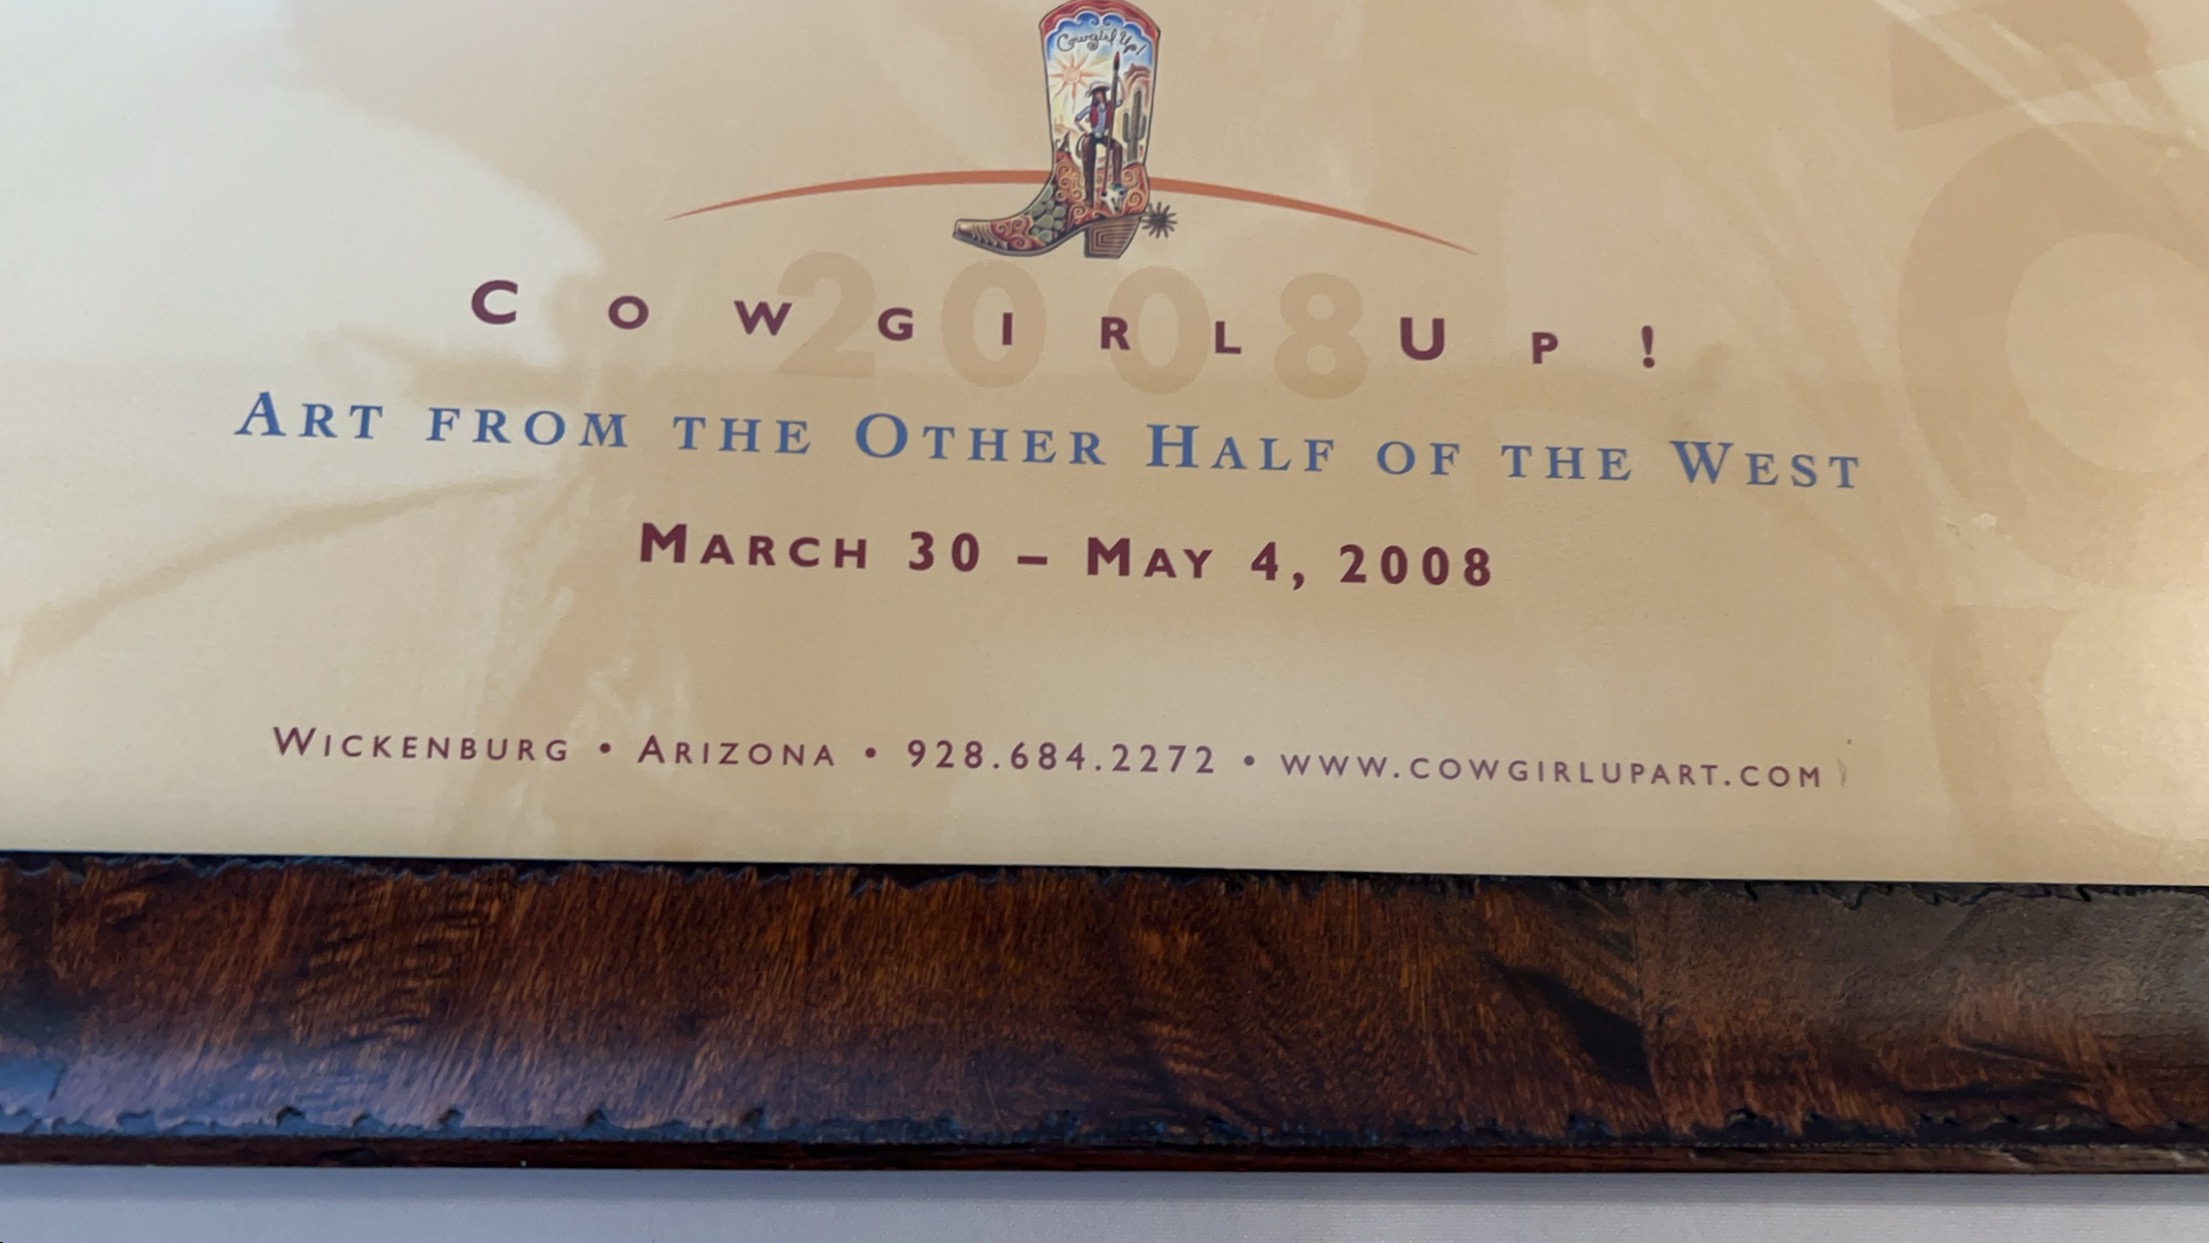 Cowgirl Up!
2008
COWGIRL UP!
ART FROM THE OTHER HALF OF THE WEST
MARCH 30 – MAY 4, 2008
WICKENBURG • ARIZONA • 928.684.2272 • WWW.COWGIRLUPART.COM